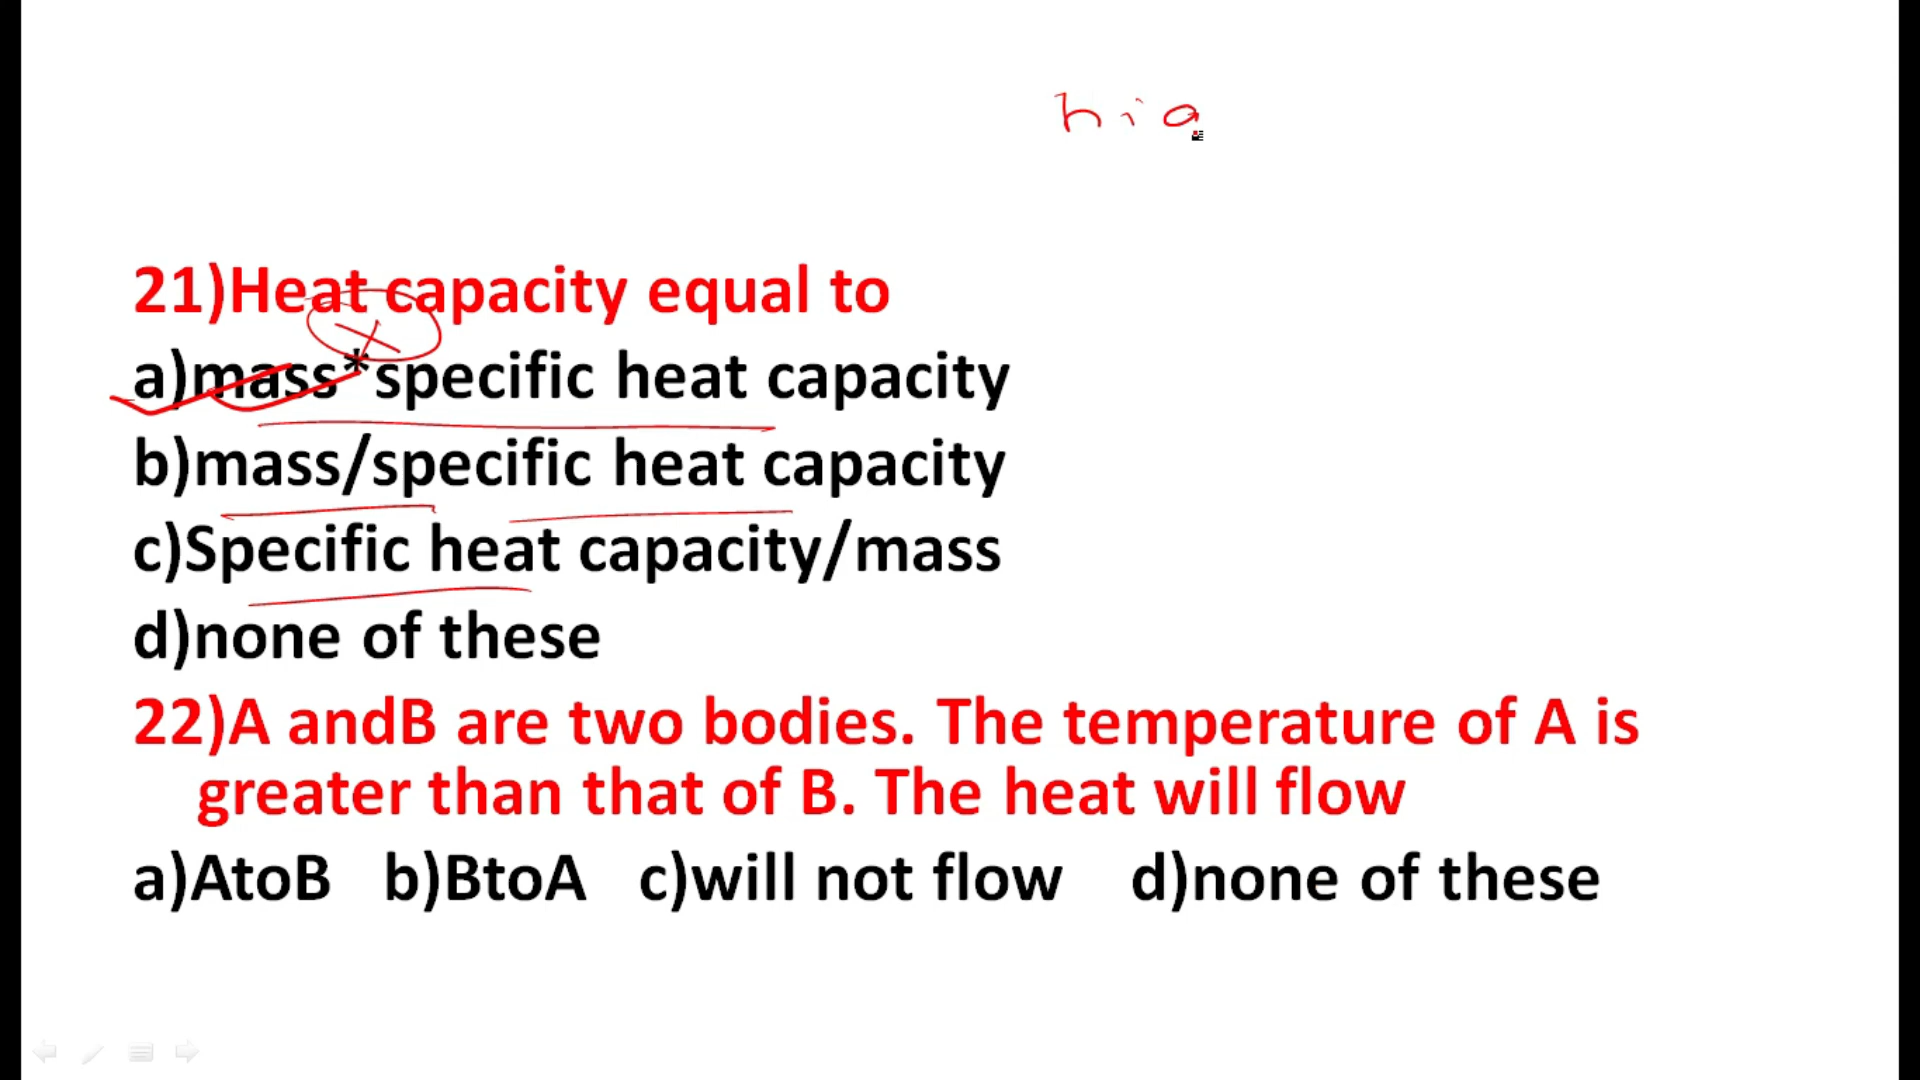 hig
21)Heat capacity equal to
a)mass*specific heat capacity
b)mass/specific heat capacity
c)Specific heat capacity/mass
d)none of these
22)A andB are two bodies. The temperature of A is
greater than that of B. The heat will flow
a)AtoB b)BtoA c)will not flow d)none of these